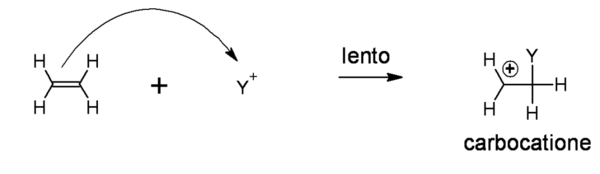 H H
H H
+
Y+
lento
H + Y
H H
H
carbocatione